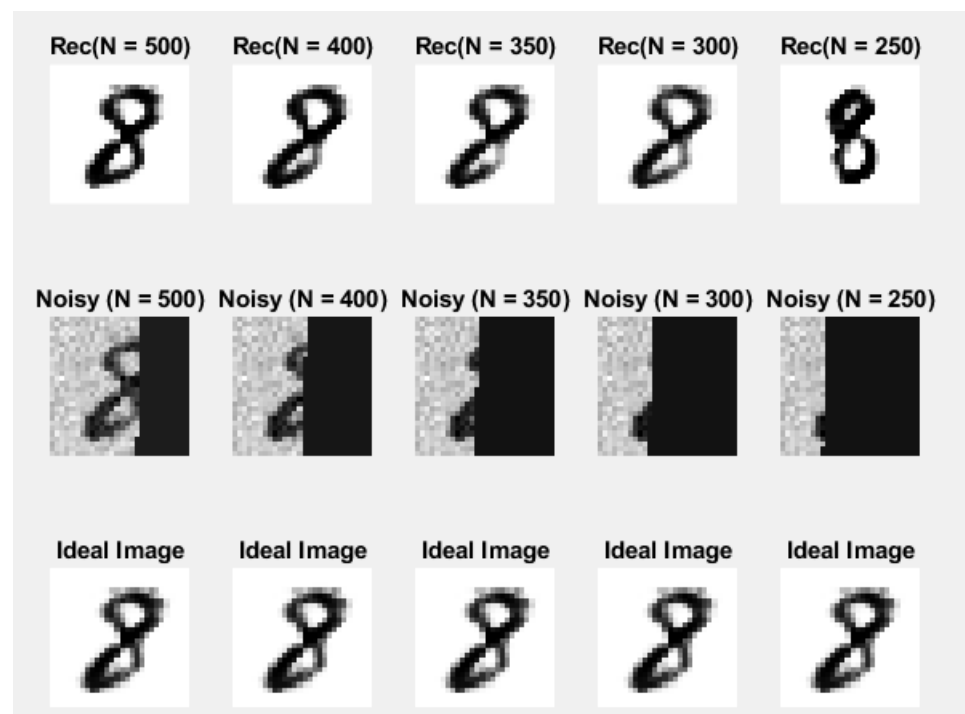 Rec(N = 500) Rec(N = 400) Rec(N = 350) Rec(N = 300) Rec(N = 250)
Noisy (N = 500) Noisy (N = 400) Noisy (N = 350) Noisy (N = 300) Noisy (N = 250)
Ideal Image Ideal Image Ideal Image Ideal Image Ideal Image